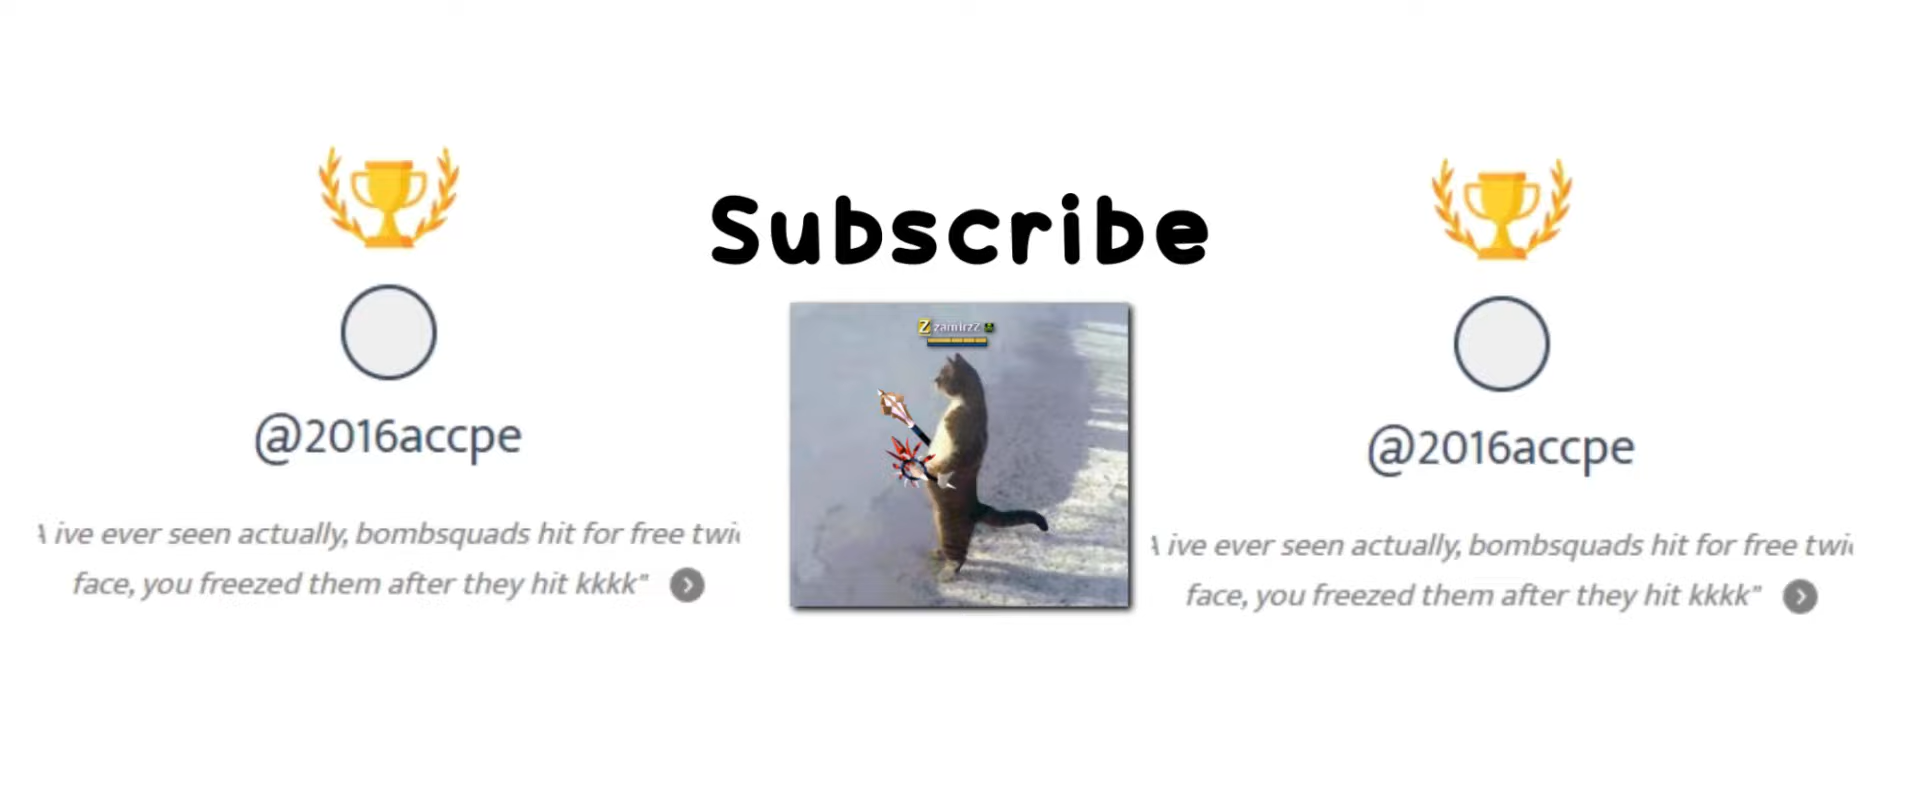 Subscribe
zamirzZ
@2016accpe
ive ever seen actually, bombsquads hit for free
face, you freezed them after they hit kkkk"
@2016accpe
ive ever seen actually, bombsquads hit for free
face, you freezed them after they hit kkkk"